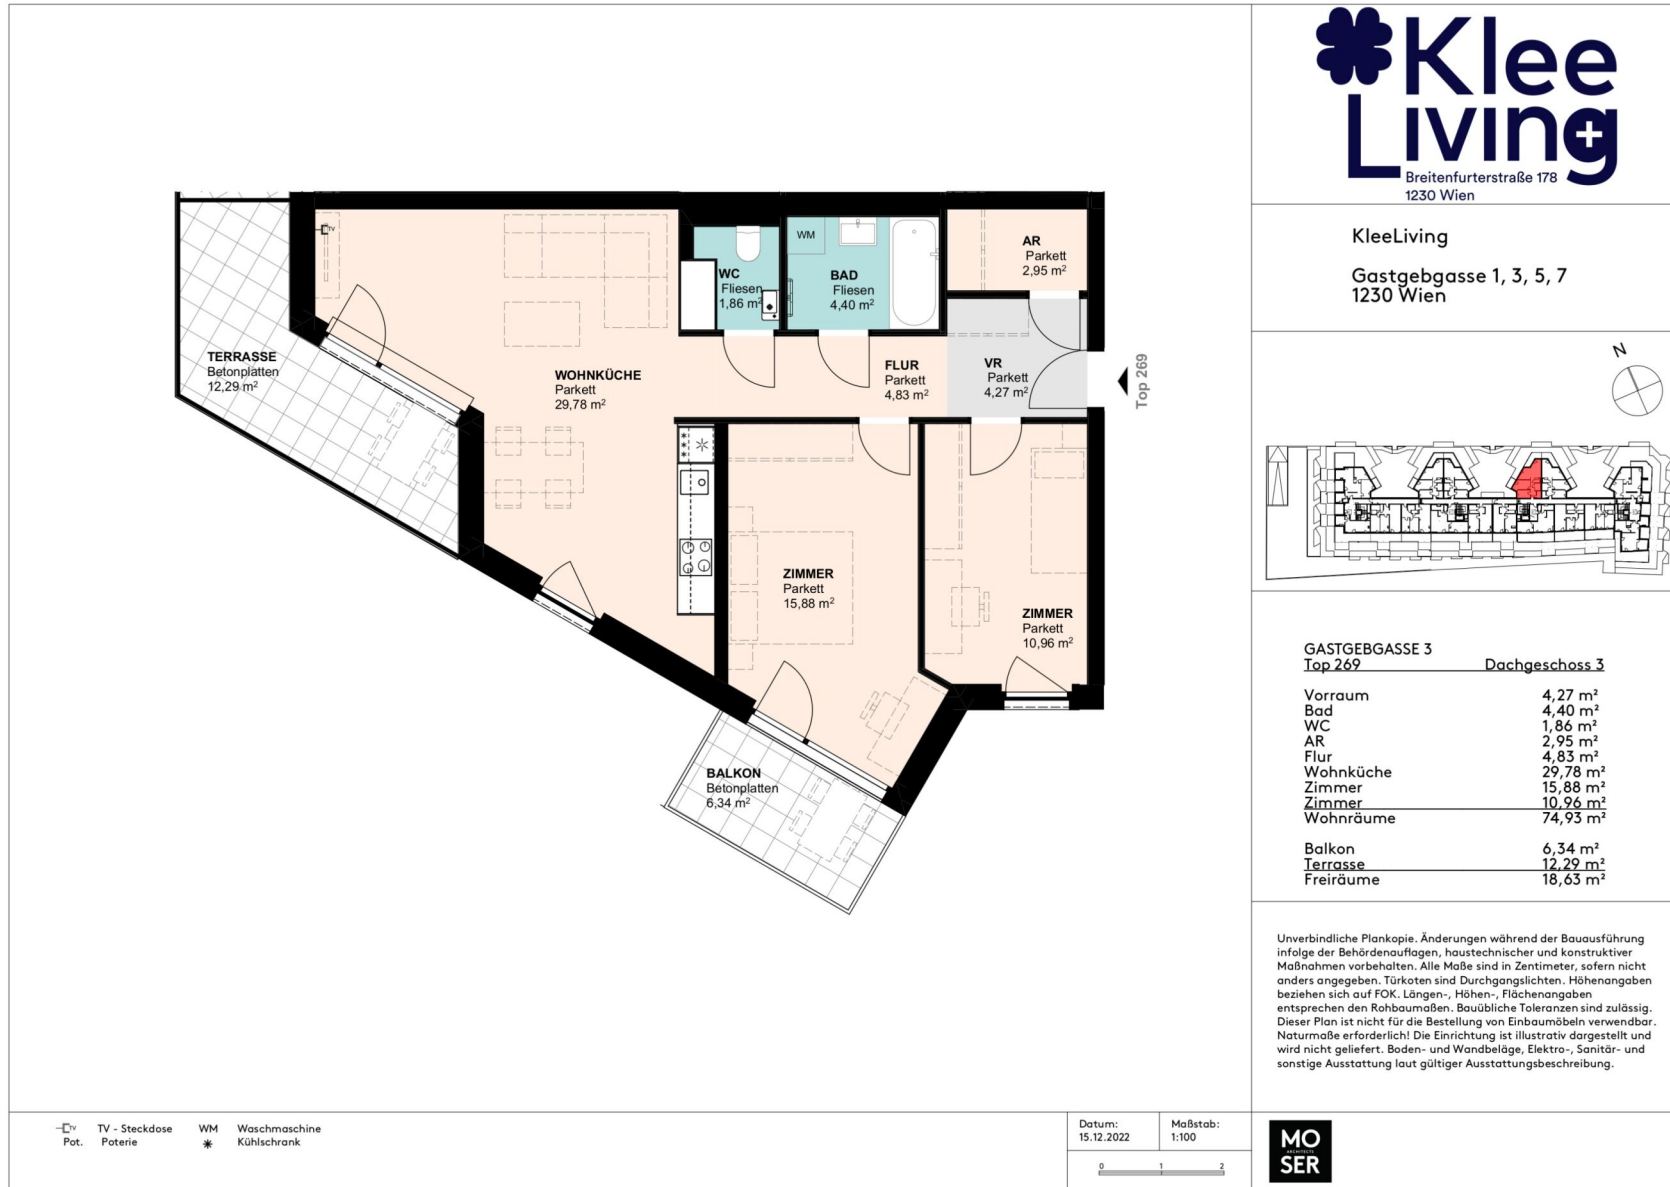 Klee
Living
Breitenfurterstraße 178
1230 Wien
KleeLiving
Gastgebgasse 1, 3, 5, 7
1230 Wien
N
TV
TERRASSE
Betonplatten
12,29 m²
WOHNKÜCHE
Parkett
29,78 m²
WC
Fliesen
1,86 m²
WM
BAD
Fliesen
4,40 m²
AR
Parkett
2,95 m²
FLUR
Parkett
4,83 m²
VR
Parkett
4,27 m²
Top 269
ZIMMER
Parkett
15,88 m²
ZIMMER
Parkett
10,96 m²
BALKON
Betonplatten
6,34 m²
GASTGEBGASSE 3
Top 269 Dachgeschoss 3
Vorraum 4,27 m²
Bad 4,40 m²
WC 1,86 m²
AR 2,95 m²
Flur 4,83 m²
Wohnküche 29,78 m²
Zimmer 15,88 m²
Zimmer 10,96 m²
Wohnräume 74,93 m²
Balkon 6,34 m²
Terrasse 12,29 m²
Freiräume 18,63 m²
Unverbindliche Plankopie. Änderungen während der Bauausführung
infolge der Behördenauflagen, haustechnischer und konstruktiver
Maßnahmen vorbehalten. Alle Maße sind in Zentimeter, sofern nicht
anders angegeben. Türkoten sind Durchgangslichten. Höhenangaben
beziehen sich auf FOK. Längen-, Höhen-, Flächenangaben
entsprechen den Rohbaumaßen. Bauübliche Toleranzen sind zulässig.
Dieser Plan ist nicht für die Bestellung von Einbaumöbeln verwendbar.
Naturmaße erforderlich! Die Einrichtung ist illustrativ dargestellt und
wird nicht geliefert. Boden- und Wandbeläge, Elektro-, Sanitär- und
sonstige Ausstattung laut gültiger Ausstattungsbeschreibung.
TV TV - Steckdose WM Waschmaschine
Pot. Poterie * Kühlschrank
Datum: Maßstab:
15.12.2022 1:100
0 1 2
MO
ARCHITECTS
SER